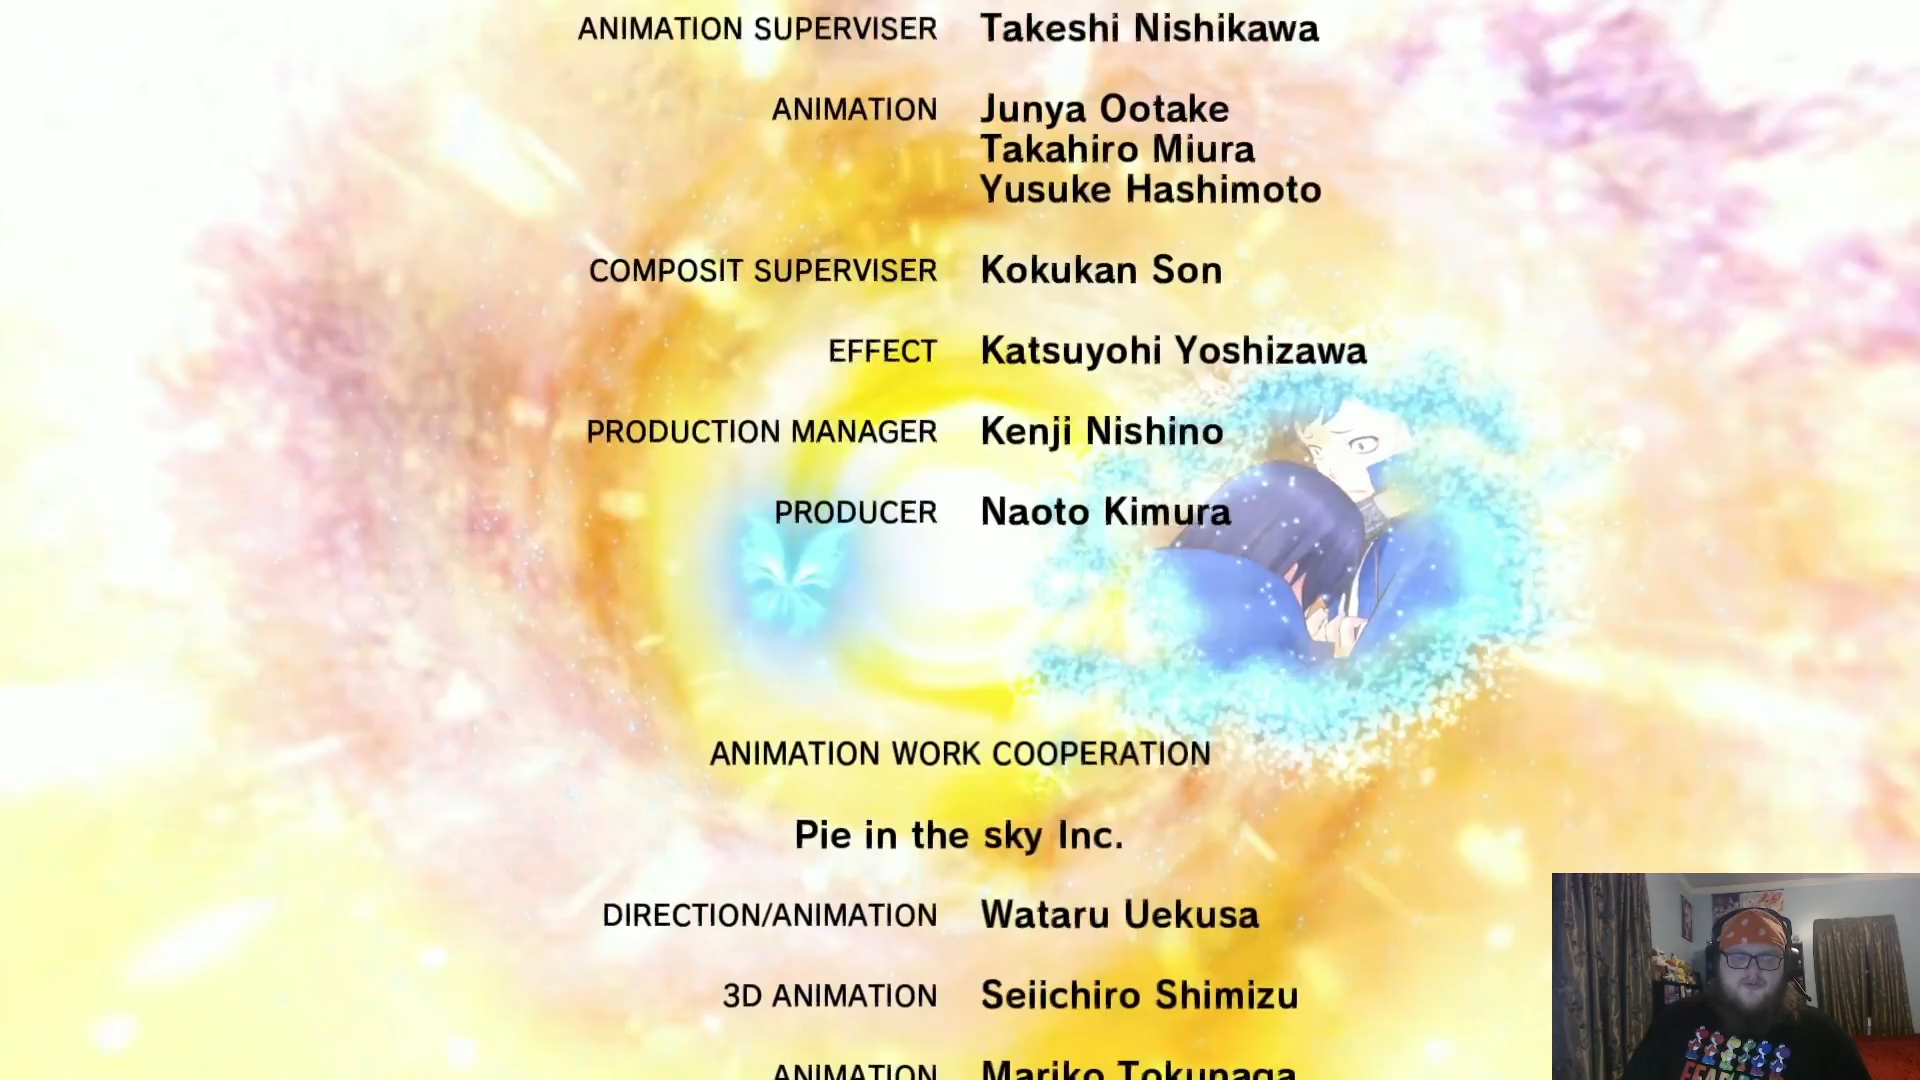 ANIMATION SUPERVISER Takeshi Nishikawa
ANIMATION Junya Ootake
Takahiro Miura
Yusuke Hashimoto
COMPOSIT SUPERVISER Kokukan Son
EFFECT Katsuyohi Yoshizawa
PRODUCTION MANAGER Kenji Nishino
PRODUCER Naoto Kimura
ANIMATION WORK COOPERATION
Pie in the sky Inc.
DIRECTION/ANIMATION Wataru Uekusa
3D ANIMATION Seiichiro Shimizu
ANIMATION Mariko Tokunaga